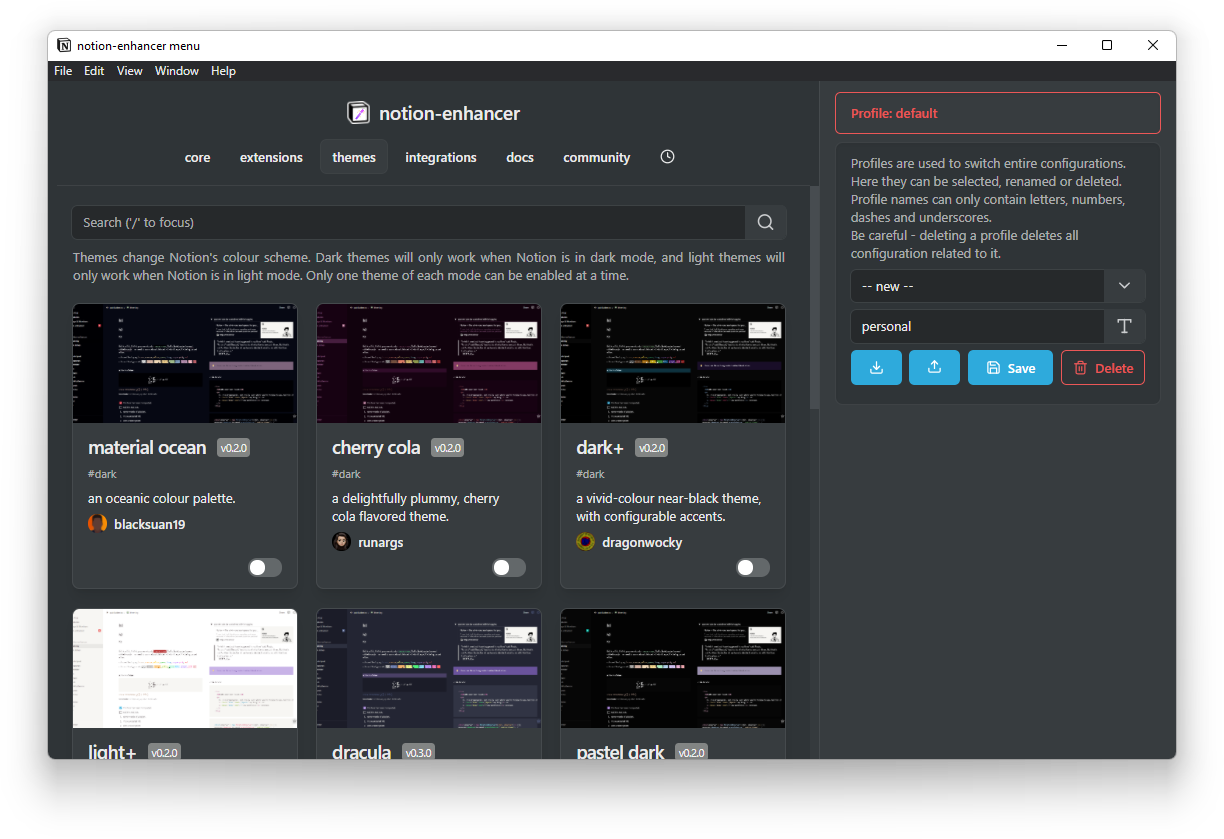 notion-enhancer menu
File Edit View Window Help
notion-enhancer
core extensions themes integrations docs community
Search ('/' to focus)
Themes change Notion's colour scheme. Dark themes will only work when Notion is in dark mode, and light themes will
only work when Notion is in light mode. Only one theme of each mode can be enabled at a time.
material ocean v0.2.0
#dark
an oceanic colour palette.
blacksuan19
cherry cola v0.2.0
#dark
a delightfully plummy, cherry
cola flavored theme.
runargs
dark+ v0.2.0
#dark
a vivid-colour near-black theme,
with configurable accents.
dragonwocky
light+ v0.2.0
dracula v0.3.0
pastel dark v0.2.0
Profile: default
Profiles are used to switch entire configurations.
Here they can be selected, renamed or deleted.
Profile names can only contain letters, numbers,
dashes and underscores.
Be careful - deleting a profile deletes all
configuration related to it.
-- new --
personal
Save Delete